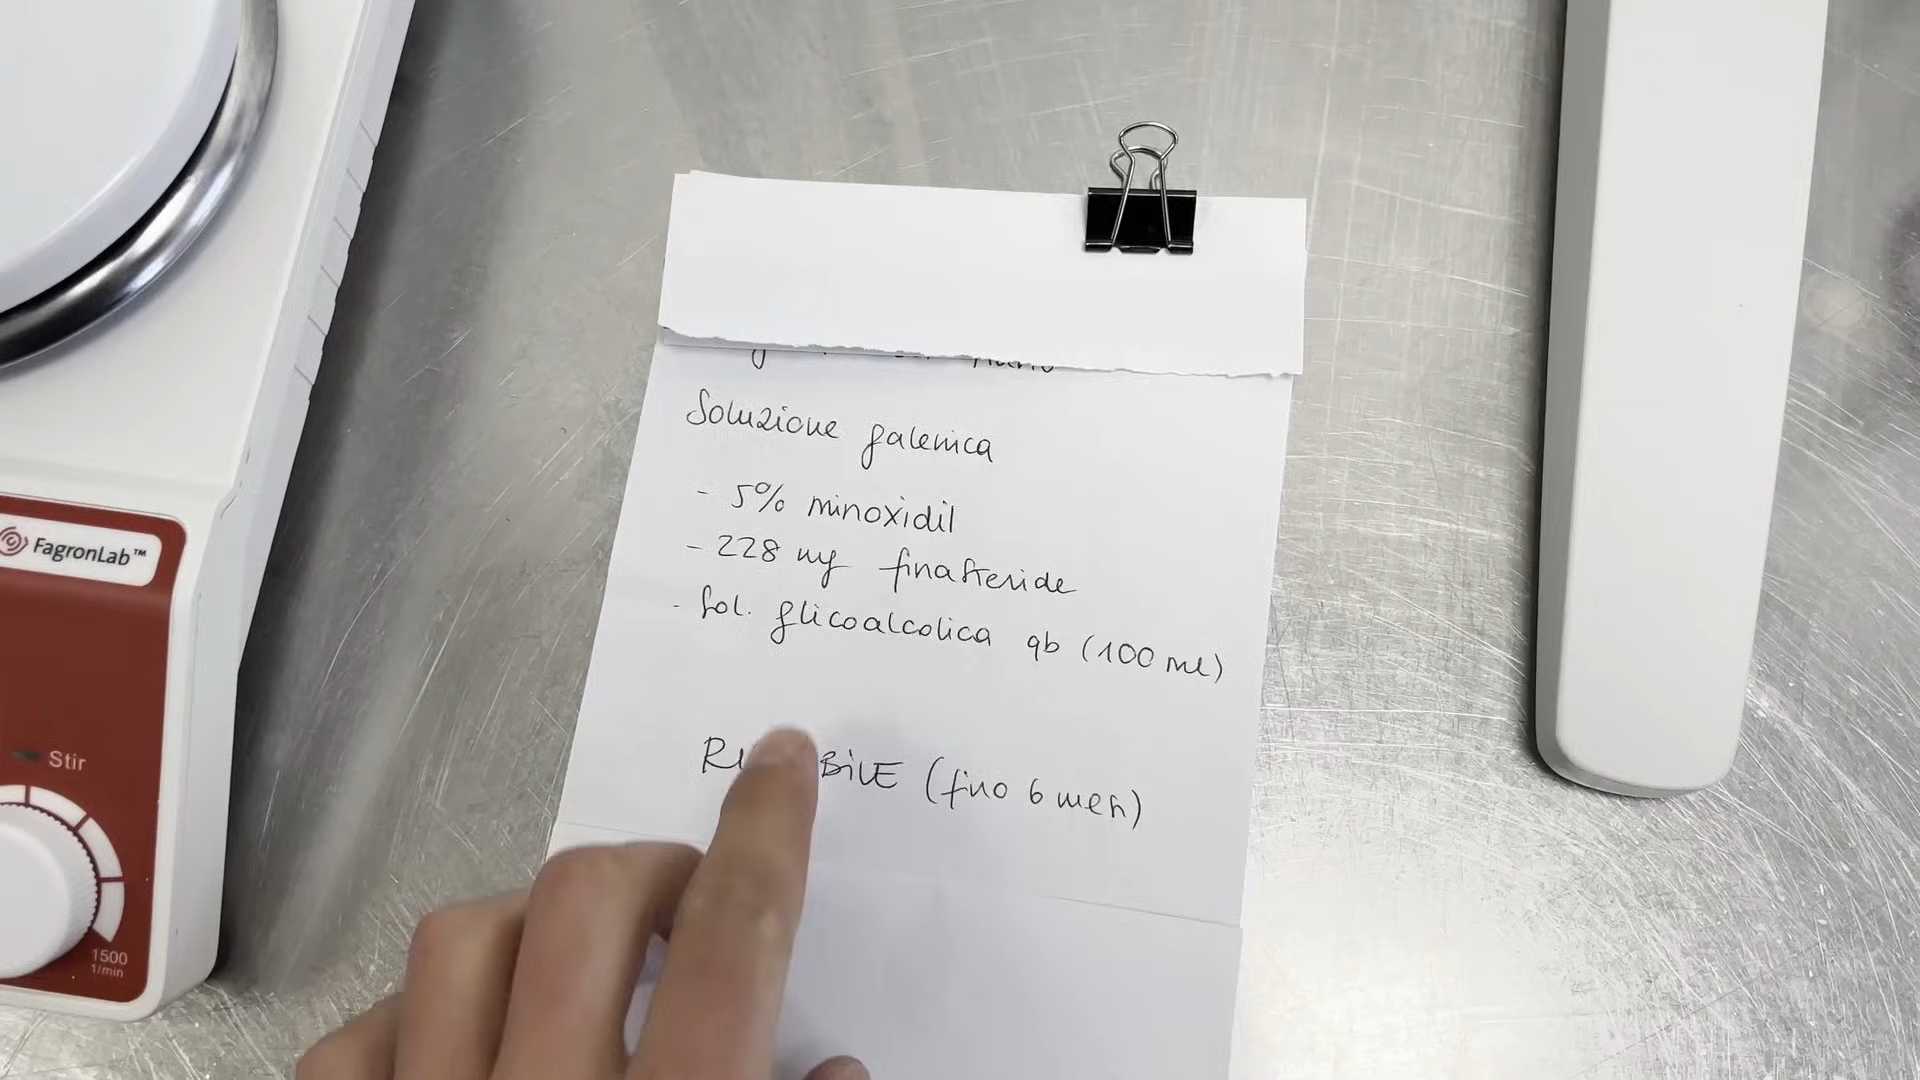 Soluzione galenica
- 5% minoxidil
- 228 mg finasteride
- Sol. glicoalcolica qb (100 ml)
(fino 6 mesi)
FagronLab™
Stir
1500
1/min